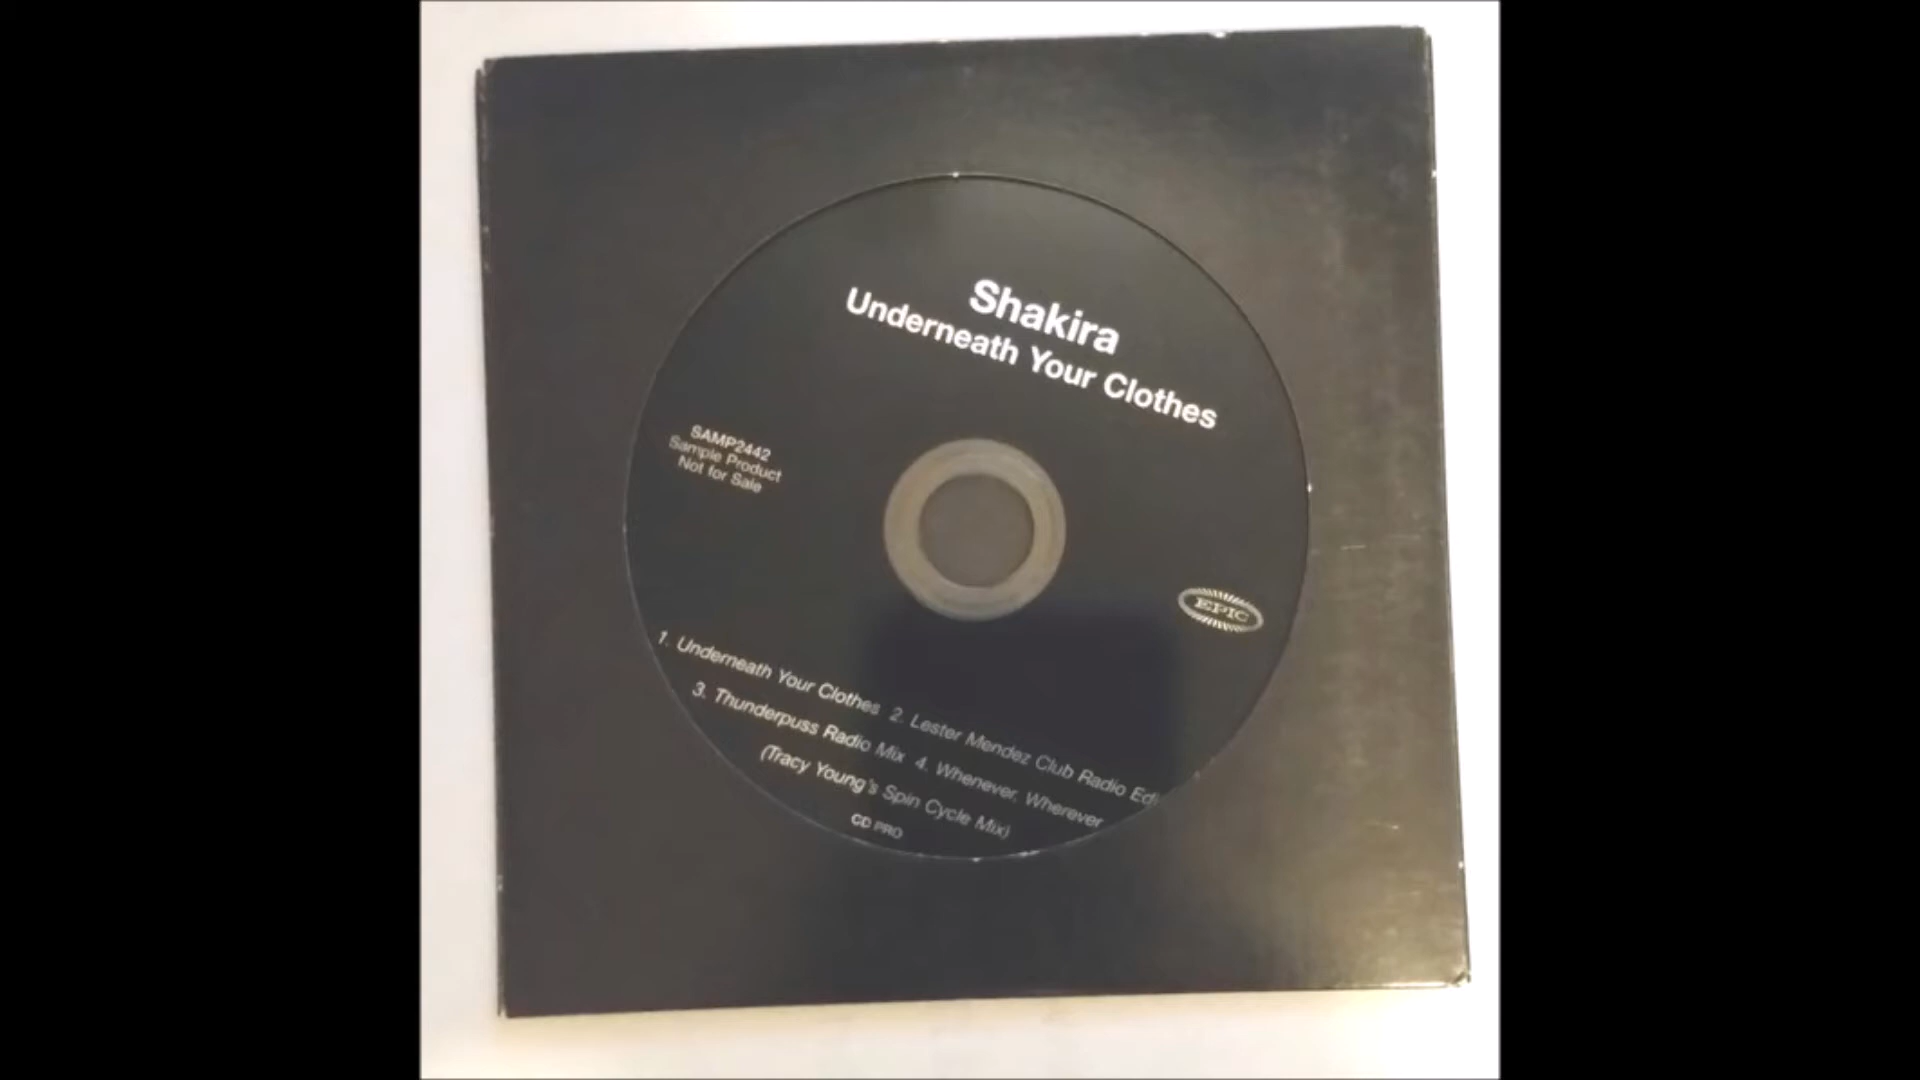 Shakira
Underneath Your Clothes
SAMP2442
Sample Product
Not for Sale
EPIC
1. Underneath Your Clothes 2. Lester Mendez Club Radio
3. Thunderpuss Radio Mix 4. Whenever, Wherever
(Tracy Young's Spin Cycle Mix)
CD PRO